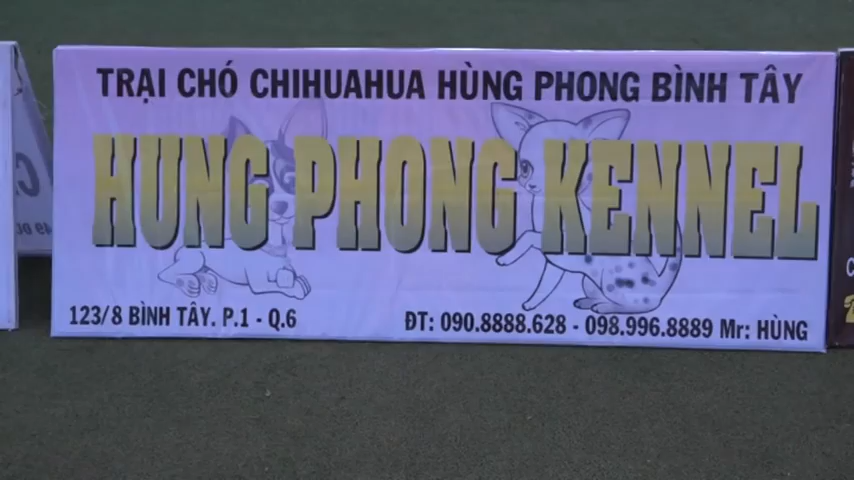 TRẠI CHÓ CHIHUAHUA HÙNG PHONG BÌNH TÂY
HUNG PHONG KENNEL
123/8 BÌNH TÂY. P.1 - Q.6
ĐT: 090.8888.628 - 098.996.8889 Mr: HÙNG